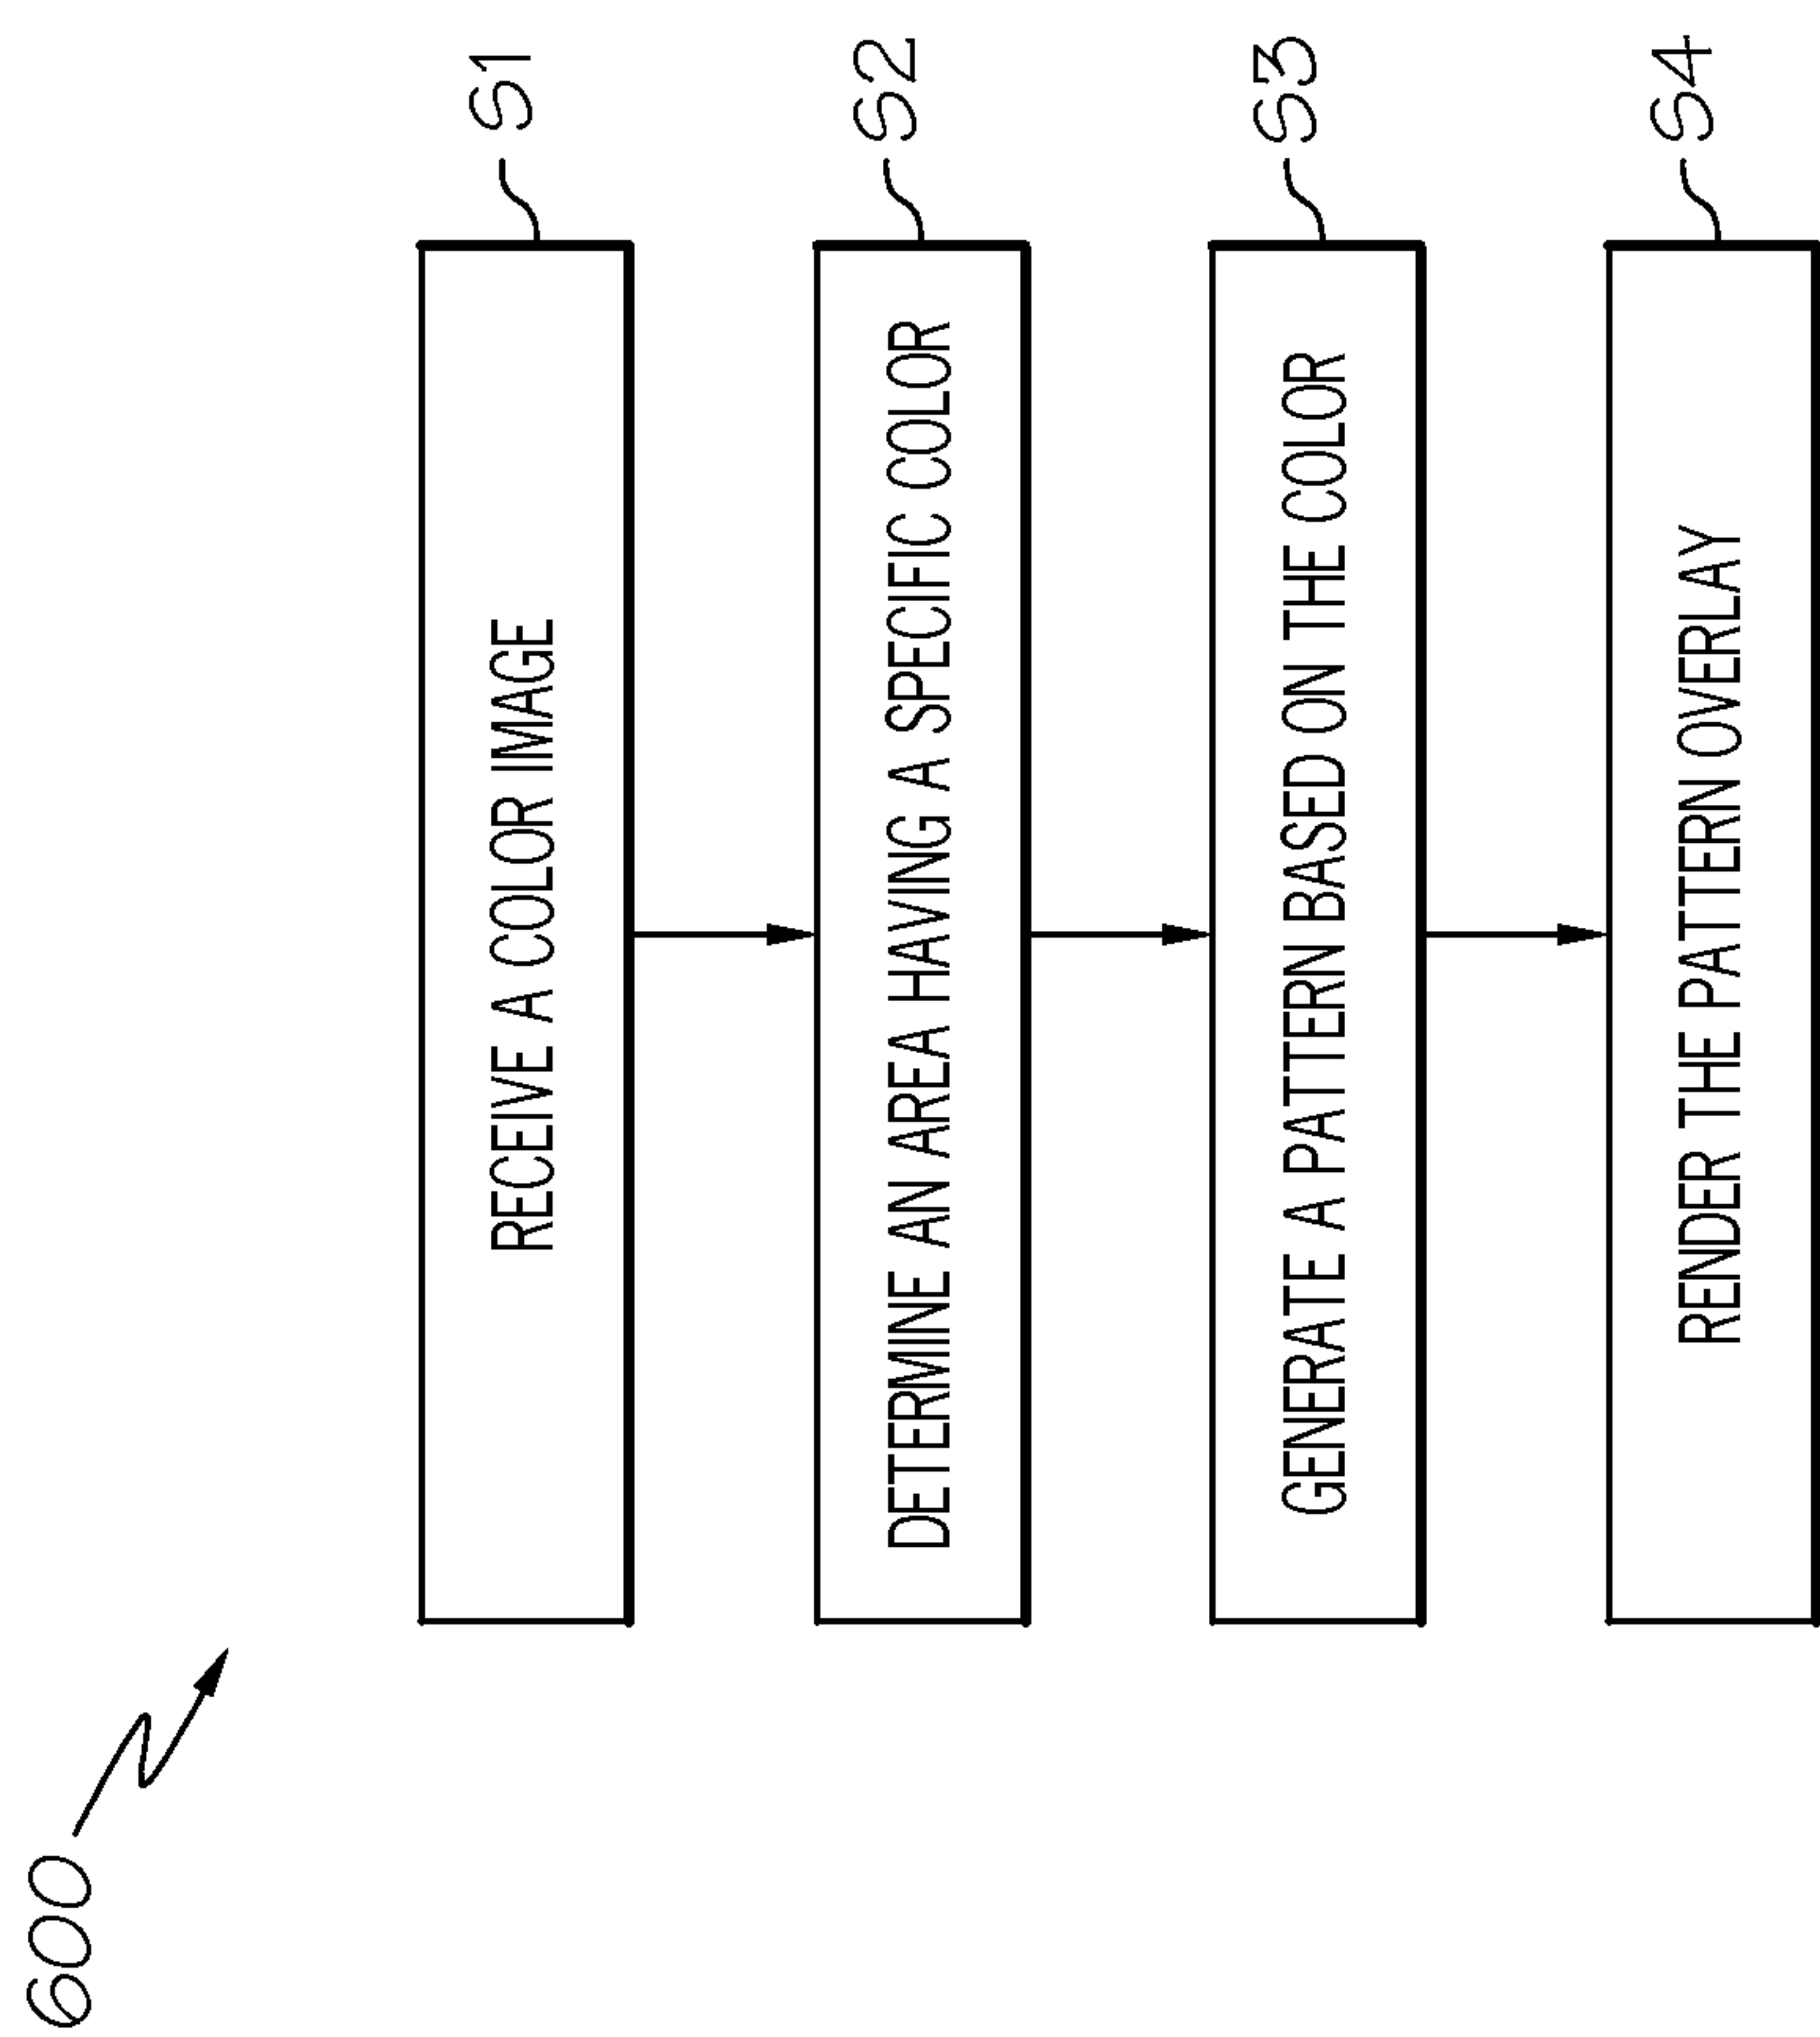 600
RECEIVE A COLOR IMAGE
S1
DETERMINE AN AREA HAVING A SPECIFIC COLOR
S2
GENERATE A PATTERN BASED ON THE COLOR
S3
RENDER THE PATTERN OVERLAY
S4